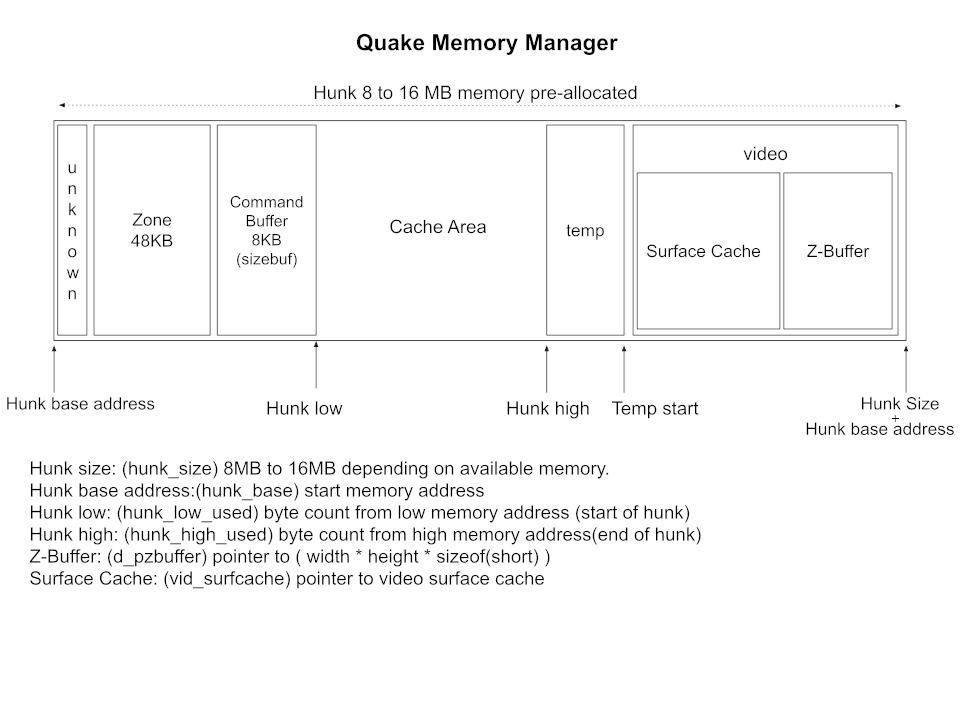 Quake Memory Manager
Hunk 8 to 16 MB memory pre-allocated
unknown
Zone
48KB
Command
Buffer
8KB
(sizebuf)
Cache Area
temp
video
Surface Cache
Z-Buffer
Hunk base address
Hunk low
Hunk high
Temp start
Hunk Size
+
Hunk base address
Hunk size: (hunk_size) 8MB to 16MB depending on available memory.
Hunk base address:(hunk_base) start memory address
Hunk low: (hunk_low_used) byte count from low memory address (start of hunk)
Hunk high: (hunk_high_used) byte count from high memory address(end of hunk)
Z-Buffer: (d_pzbuffer) pointer to ( width * height * sizeof(short) )
Surface Cache: (vid_surfcache) pointer to video surface cache